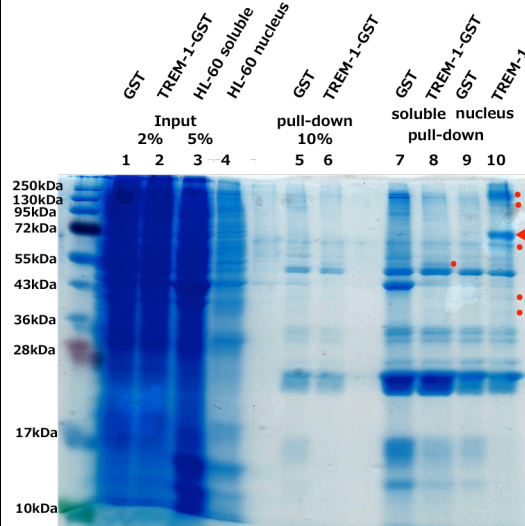 GST
TREM-1-GST
HL-60 soluble
HL-60 nucleus
GST
TREM-1-GST
GST
TREM-1-GST
GST
TREM-1
Input
2% 5%
pull-down
10%
soluble nucleus
pull-down
1 2 3 4 5 6 7 8 9 10
250kDa
130kDa
95kDa
72kDa
55kDa
43kDa
36kDa
28kDa
17kDa
10kDa